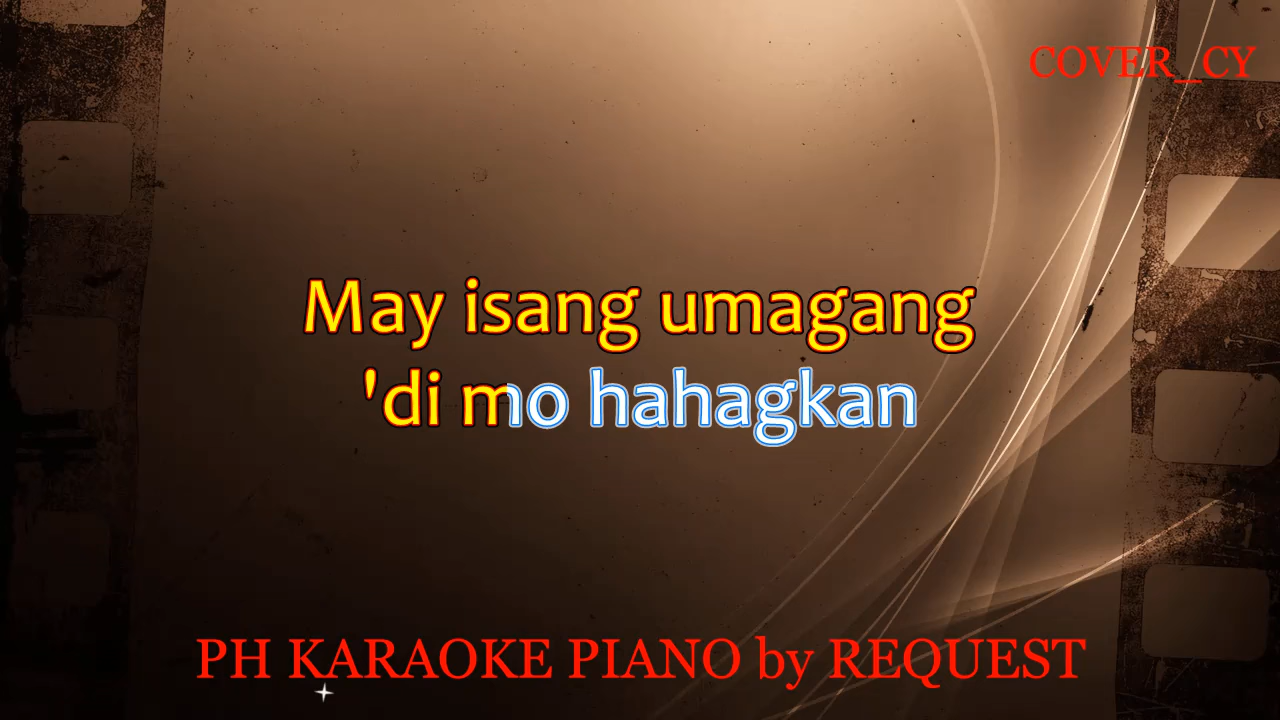 COVER_CY
May isang umagang
'di mo hahagkan
PH KARAOKE PIANO by REQUEST